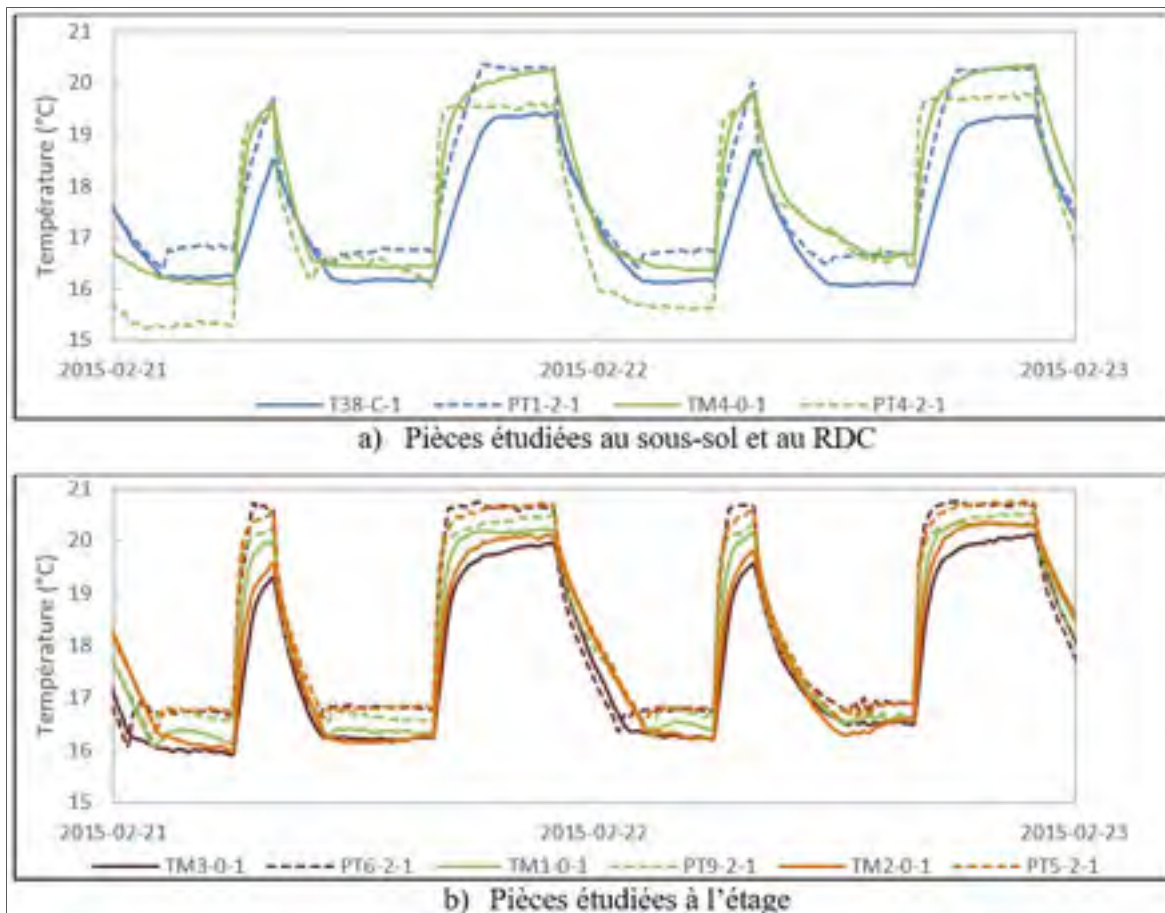 21
20
19
18
17
16
15
Température (°C)
2015-02-21 2015-02-22 2015-02-23
T38-C-1 PT1-2-1 TM4-0-1 PT4-2-1
a) Pièces étudiées au sous-sol et au RDC
21
20
19
18
17
16
15
Température (°C)
2015-02-21 2015-02-22 2015-02-23
TM3-0-1 PT6-2-1 TM1-0-1 PT9-2-1 TM2-0-1 PT5-2-1
b) Pièces étudiées à l'étage